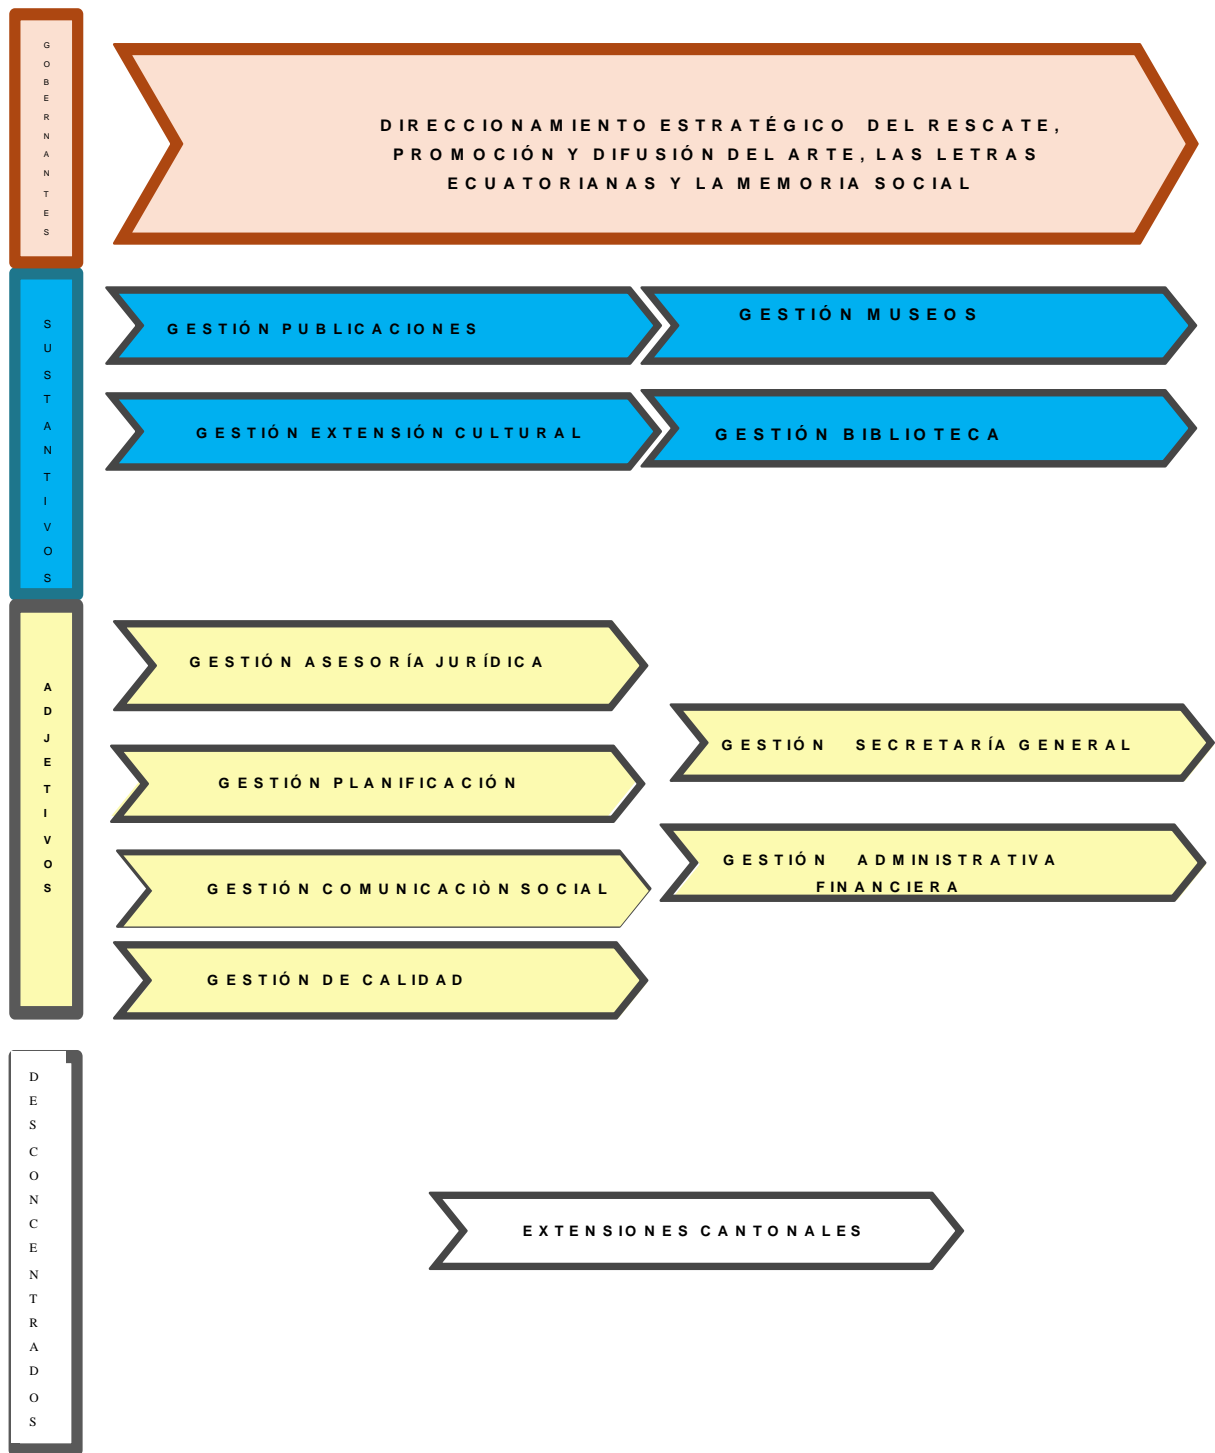 GOBERNANTES
DIRECCIONAMIENTO ESTRATÉGICO DEL RESCATE,
PROMOCIÓN Y DIFUSIÓN DEL ARTE, LAS LETRAS
ECUATORIANAS Y LA MEMORIA SOCIAL
SUSTANTIVOS
GESTIÓN PUBLICACIONES
GESTIÓN MUSEOS
GESTIÓN EXTENSIÓN CULTURAL
GESTIÓN BIBLIOTECA
ADJETIVOS
GESTIÓN ASESORÍA JURÍDICA
GESTIÓN SECRETARÍA GENERAL
GESTIÓN PLANIFICACIÓN
GESTIÓN ADMINISTRATIVA
FINANCIERA
GESTIÓN COMUNICACIÒN SOCIAL
GESTIÓN DE CALIDAD
DESCONCENTRADOS
EXTENSIONES CANTONALES